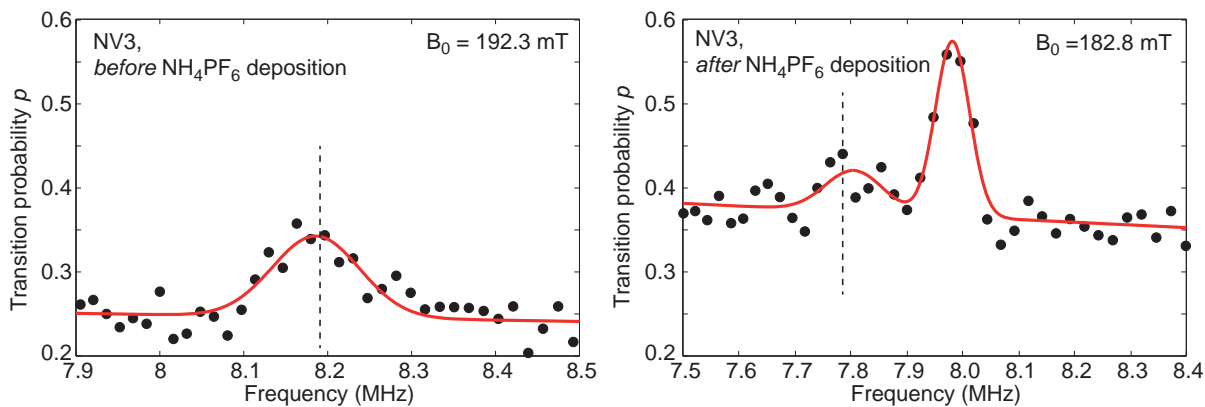 0.6
0.5
0.4
0.3
0.2
Transition probability p
NV3,
before NH₄PF₆ deposition
B₀ = 192.3 mT
7.9 8 8.1 8.2 8.3 8.4 8.5
Frequency (MHz)
0.6
0.5
0.4
0.3
0.2
Transition probability p
NV3,
after NH₄PF₆ deposition
B₀ =182.8 mT
7.5 7.6 7.7 7.8 7.9 8.0 8.1 8.2 8.3 8.4
Frequency (MHz)